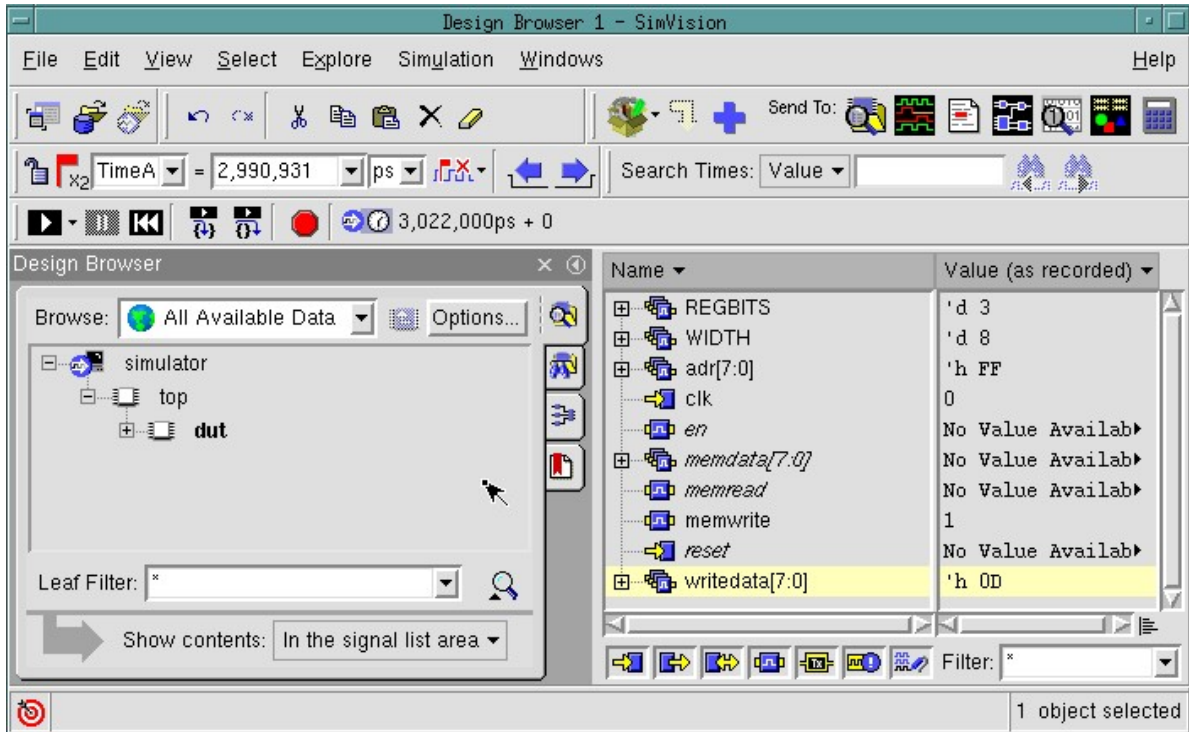 Design Browser 1 - SimVision
File Edit View Select Explore Simulation Windows Help
Send To:
x2 TimeA = 2,990,931 ps Search Times: Value
3,022,000ps + 0
Design Browser
Browse: All Available Data Options...
simulator
top
dut
Leaf Filter: *
Show contents: In the signal list area
Name Value (as recorded)
REGBITS 'd 3
WIDTH 'd 8
adr[7:0] 'h FF
clk 0
en No Value Availab
memdata[7:0] No Value Availab
memread No Value Availab
memwrite 1
reset No Value Availab
writedata[7:0] 'h 0D
Filter: *
1 object selected